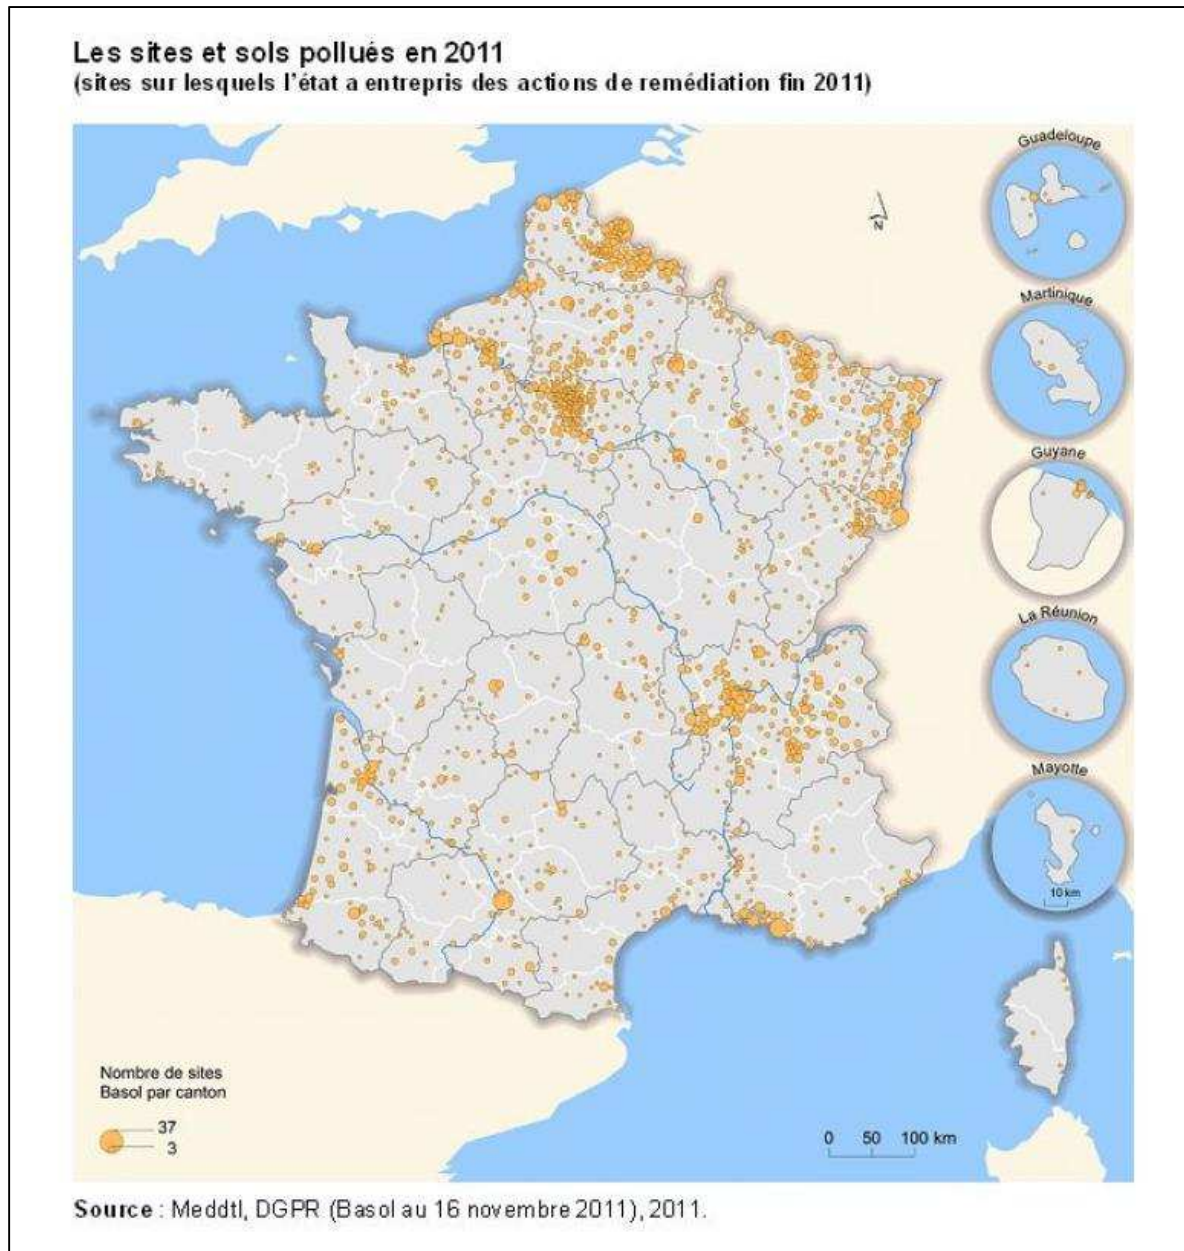 Les sites et sols pollués en 2011
(sites sur lesquels l'état a entrepris des actions de remédiation fin 2011)
Guadeloupe
N
Martinique
Guyane
La Réunion
Mayotte
10 km
Nombre de sites
Basol par canton
37
3
0 50 100 km
Source : Meddtl, DGPR (Basol au 16 novembre 2011), 2011.